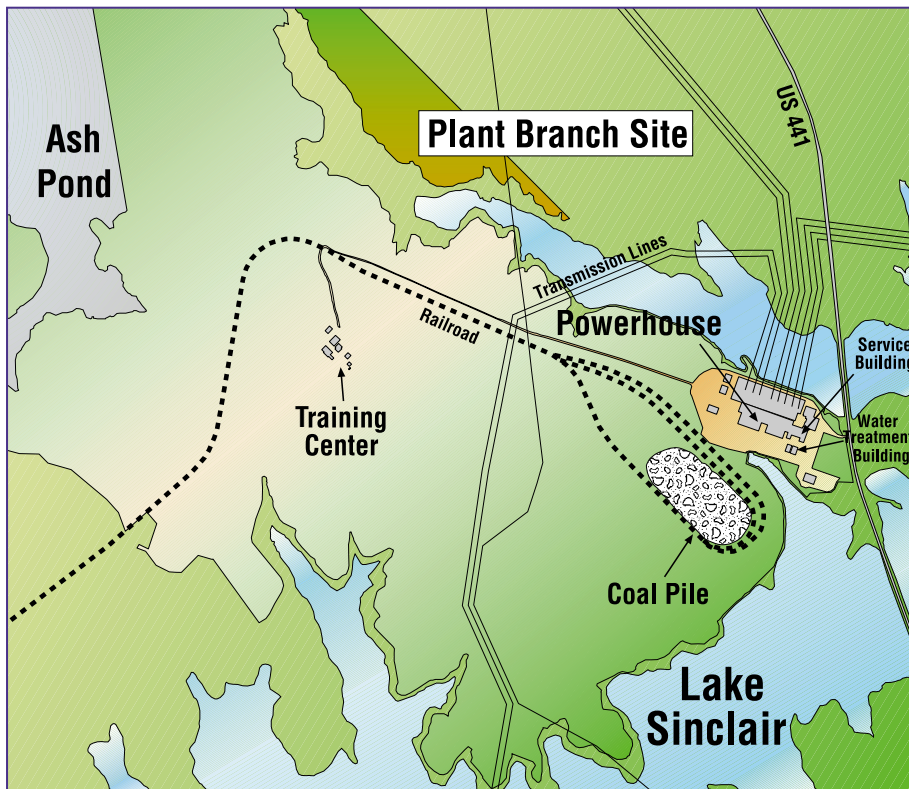 US 441
Ash
Pond
Plant Branch Site
Transmission Lines
Railroad
Powerhouse
Service
Building
Training
Center
Water
Treatment
Building
Coal Pile
Lake
Sinclair